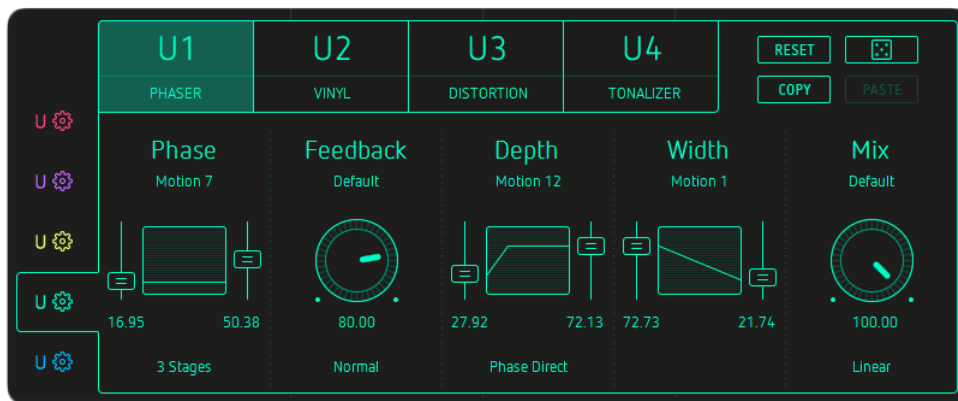 U1 U2 U3 U4
PHASER VINYL DISTORTION TONALIZER
RESET
COPY PASTE
U
U
U
U
U
Phase Feedback Depth Width Mix
Motion 7 Default Motion 12 Motion 1 Default
16.95 50.38 80.00 27.92 72.13 72.73 21.74 100.00
3 Stages Normal Phase Direct Linear